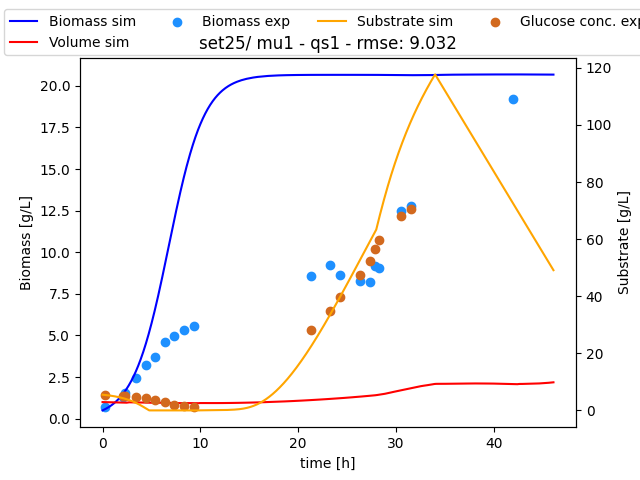 Biomass sim Biomass exp Substrate sim Glucose conc. exp
Volume sim
set25/ mu1 - qs1 - rmse: 9.032
20.0
17.5
15.0
12.5
10.0
7.5
5.0
2.5
0.0
Biomass [g/L]
120
100
80
60
40
20
0
Substrate [g/L]
0 10 20 30 40
time [h]